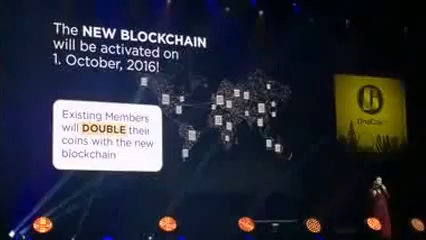 The NEW BLOCKCHAIN
will be activated on
1. October, 2016!
Existing Members
will DOUBLE their
coins with the new
blockchain
OneCoin